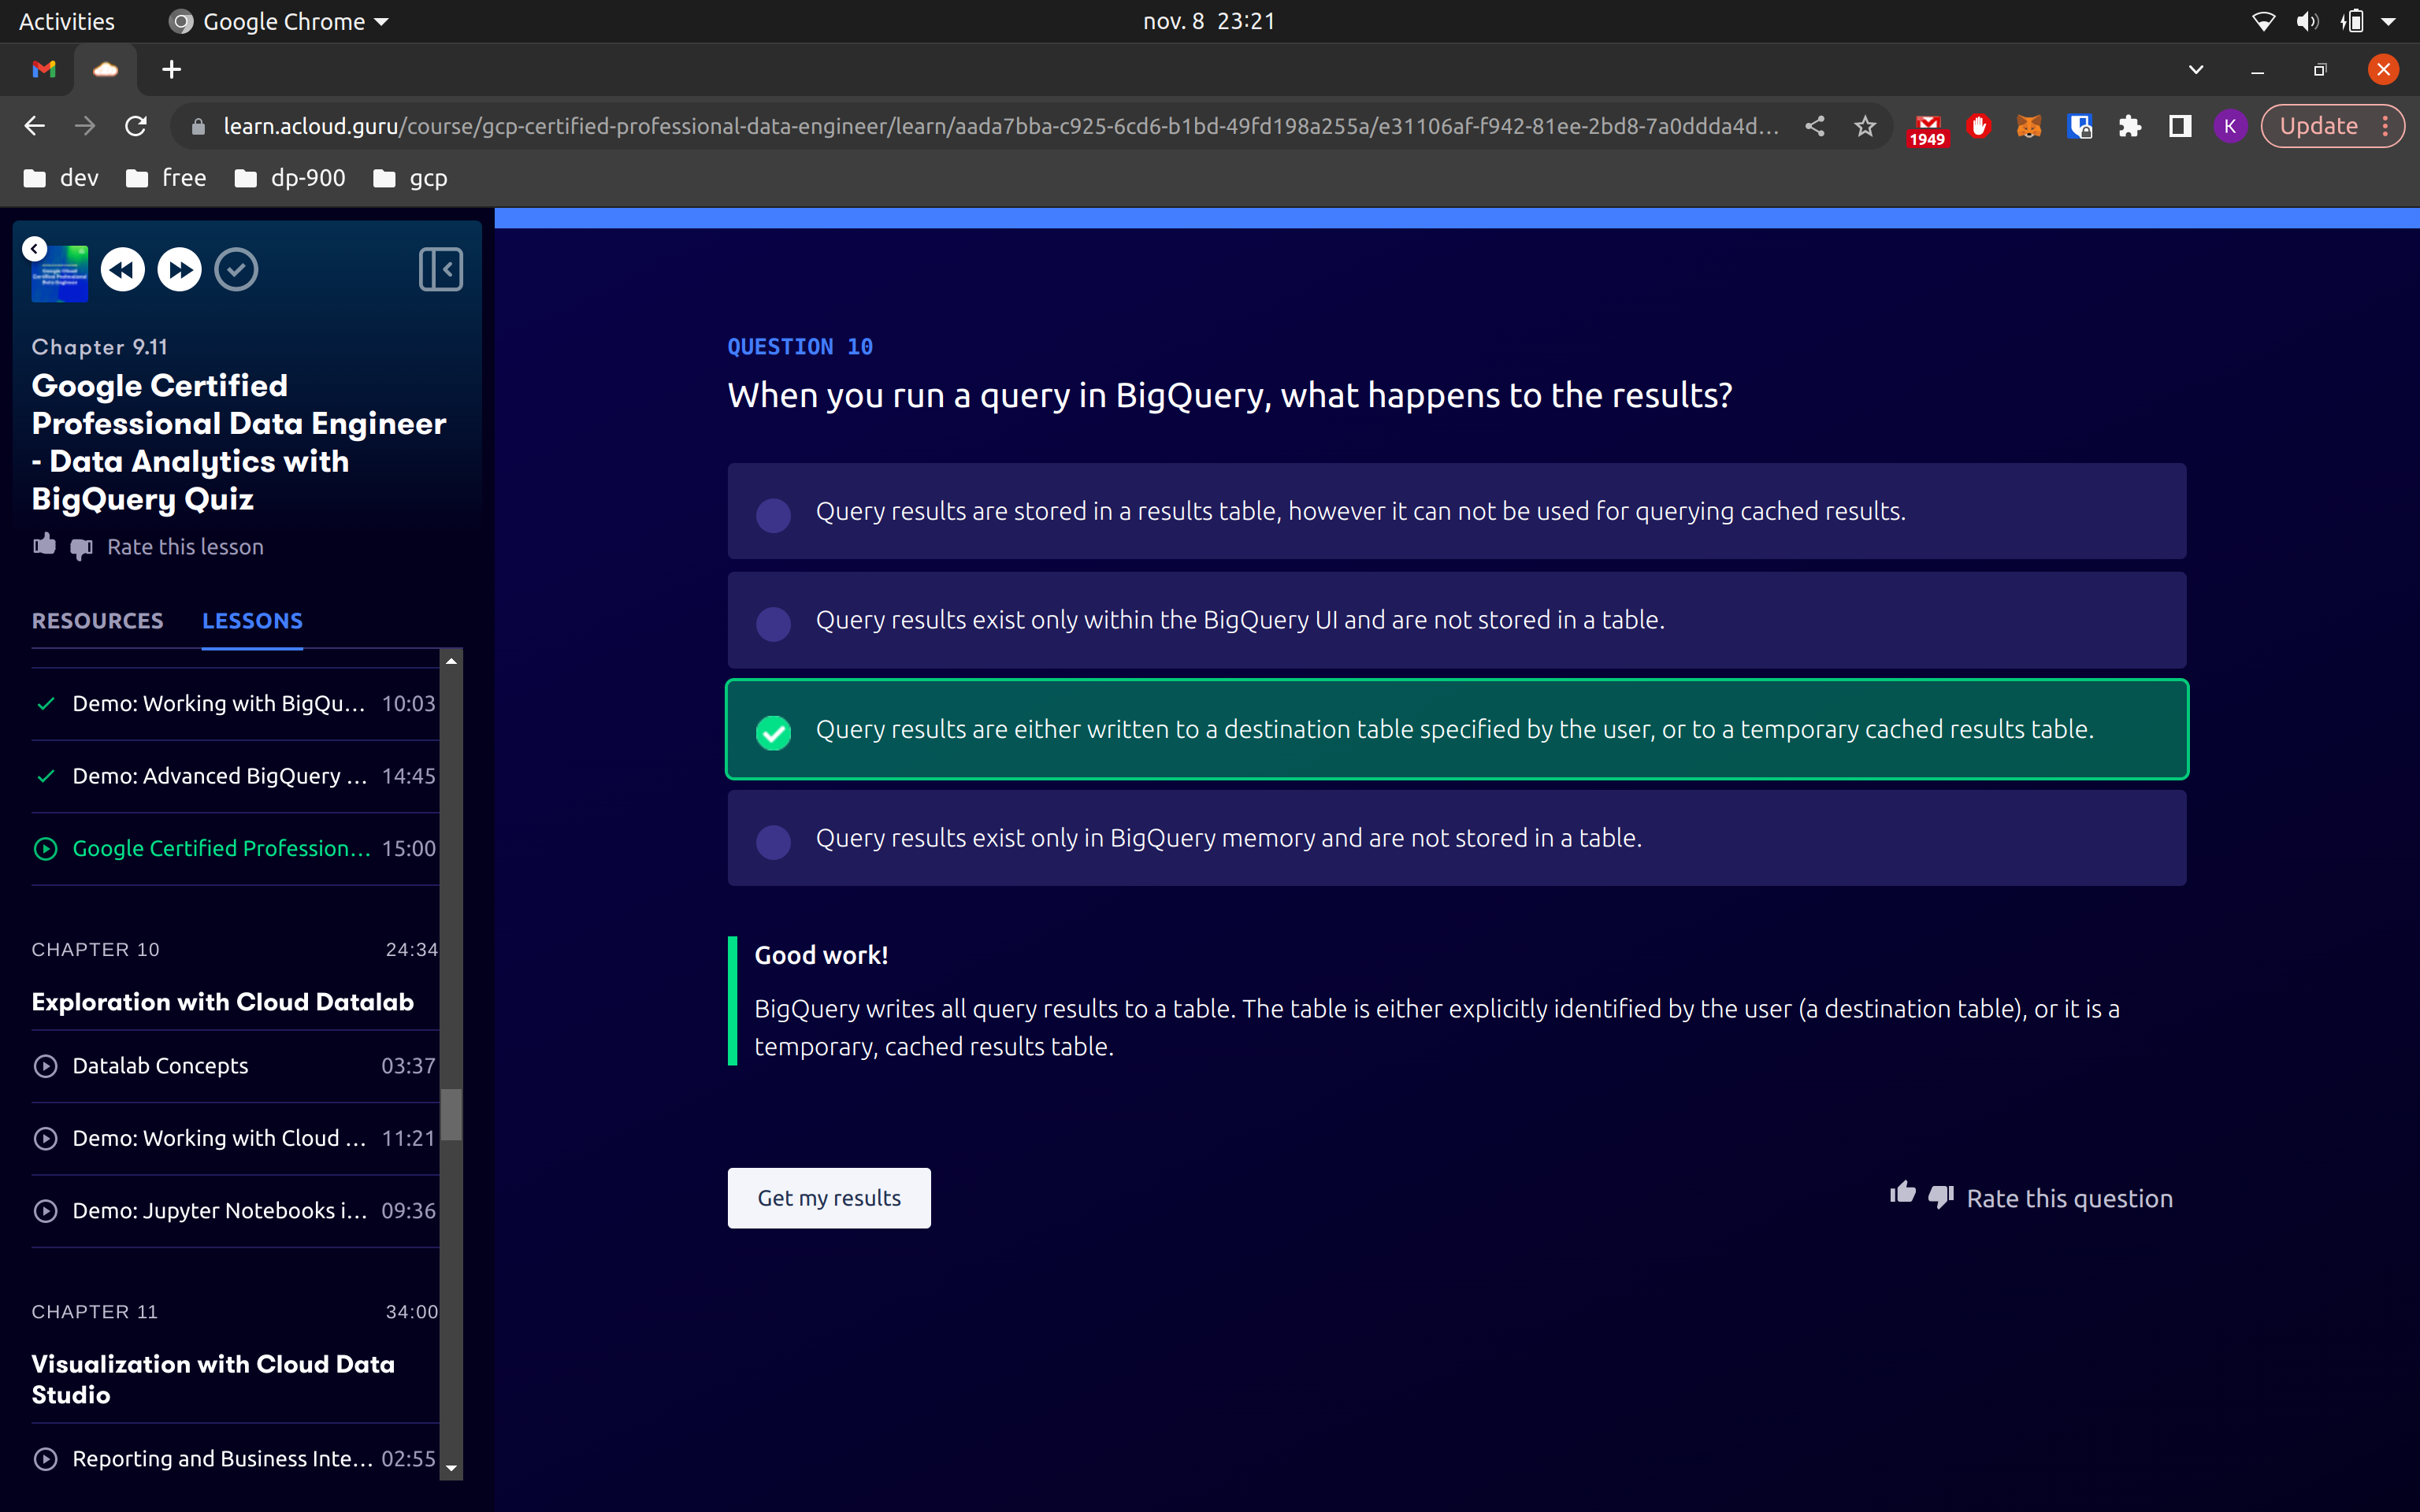 Activities
Google Chrome
nov. 8 23:21
learn.acloud.guru/course/gcp-certified-professional-data-engineer/learn/aada7bba-c925-6cd6-b1bd-49fd198a255a/e31106af-f942-81ee-2bd8-7a0ddda4d...
1949
K
Update
dev
free
dp-900
gcp
Chapter 9.11
Google Certified
Professional Data Engineer
- Data Analytics with
BigQuery Quiz
Rate this lesson
RESOURCES
LESSONS
Demo: Working with BigQu... 10:03
Demo: Advanced BigQuery ... 14:45
Google Certified Profession... 15:00
CHAPTER 10 24:34
Exploration with Cloud Datalab
Datalab Concepts 03:37
Demo: Working with Cloud ... 11:21
Demo: Jupyter Notebooks i... 09:36
CHAPTER 11 34:00
Visualization with Cloud Data
Studio
Reporting and Business Inte... 02:55
QUESTION 10
When you run a query in BigQuery, what happens to the results?
Query results are stored in a results table, however it can not be used for querying cached results.
Query results exist only within the BigQuery UI and are not stored in a table.
Query results are either written to a destination table specified by the user, or to a temporary cached results table.
Query results exist only in BigQuery memory and are not stored in a table.
Good work!
BigQuery writes all query results to a table. The table is either explicitly identified by the user (a destination table), or it is a
temporary, cached results table.
Get my results
Rate this question